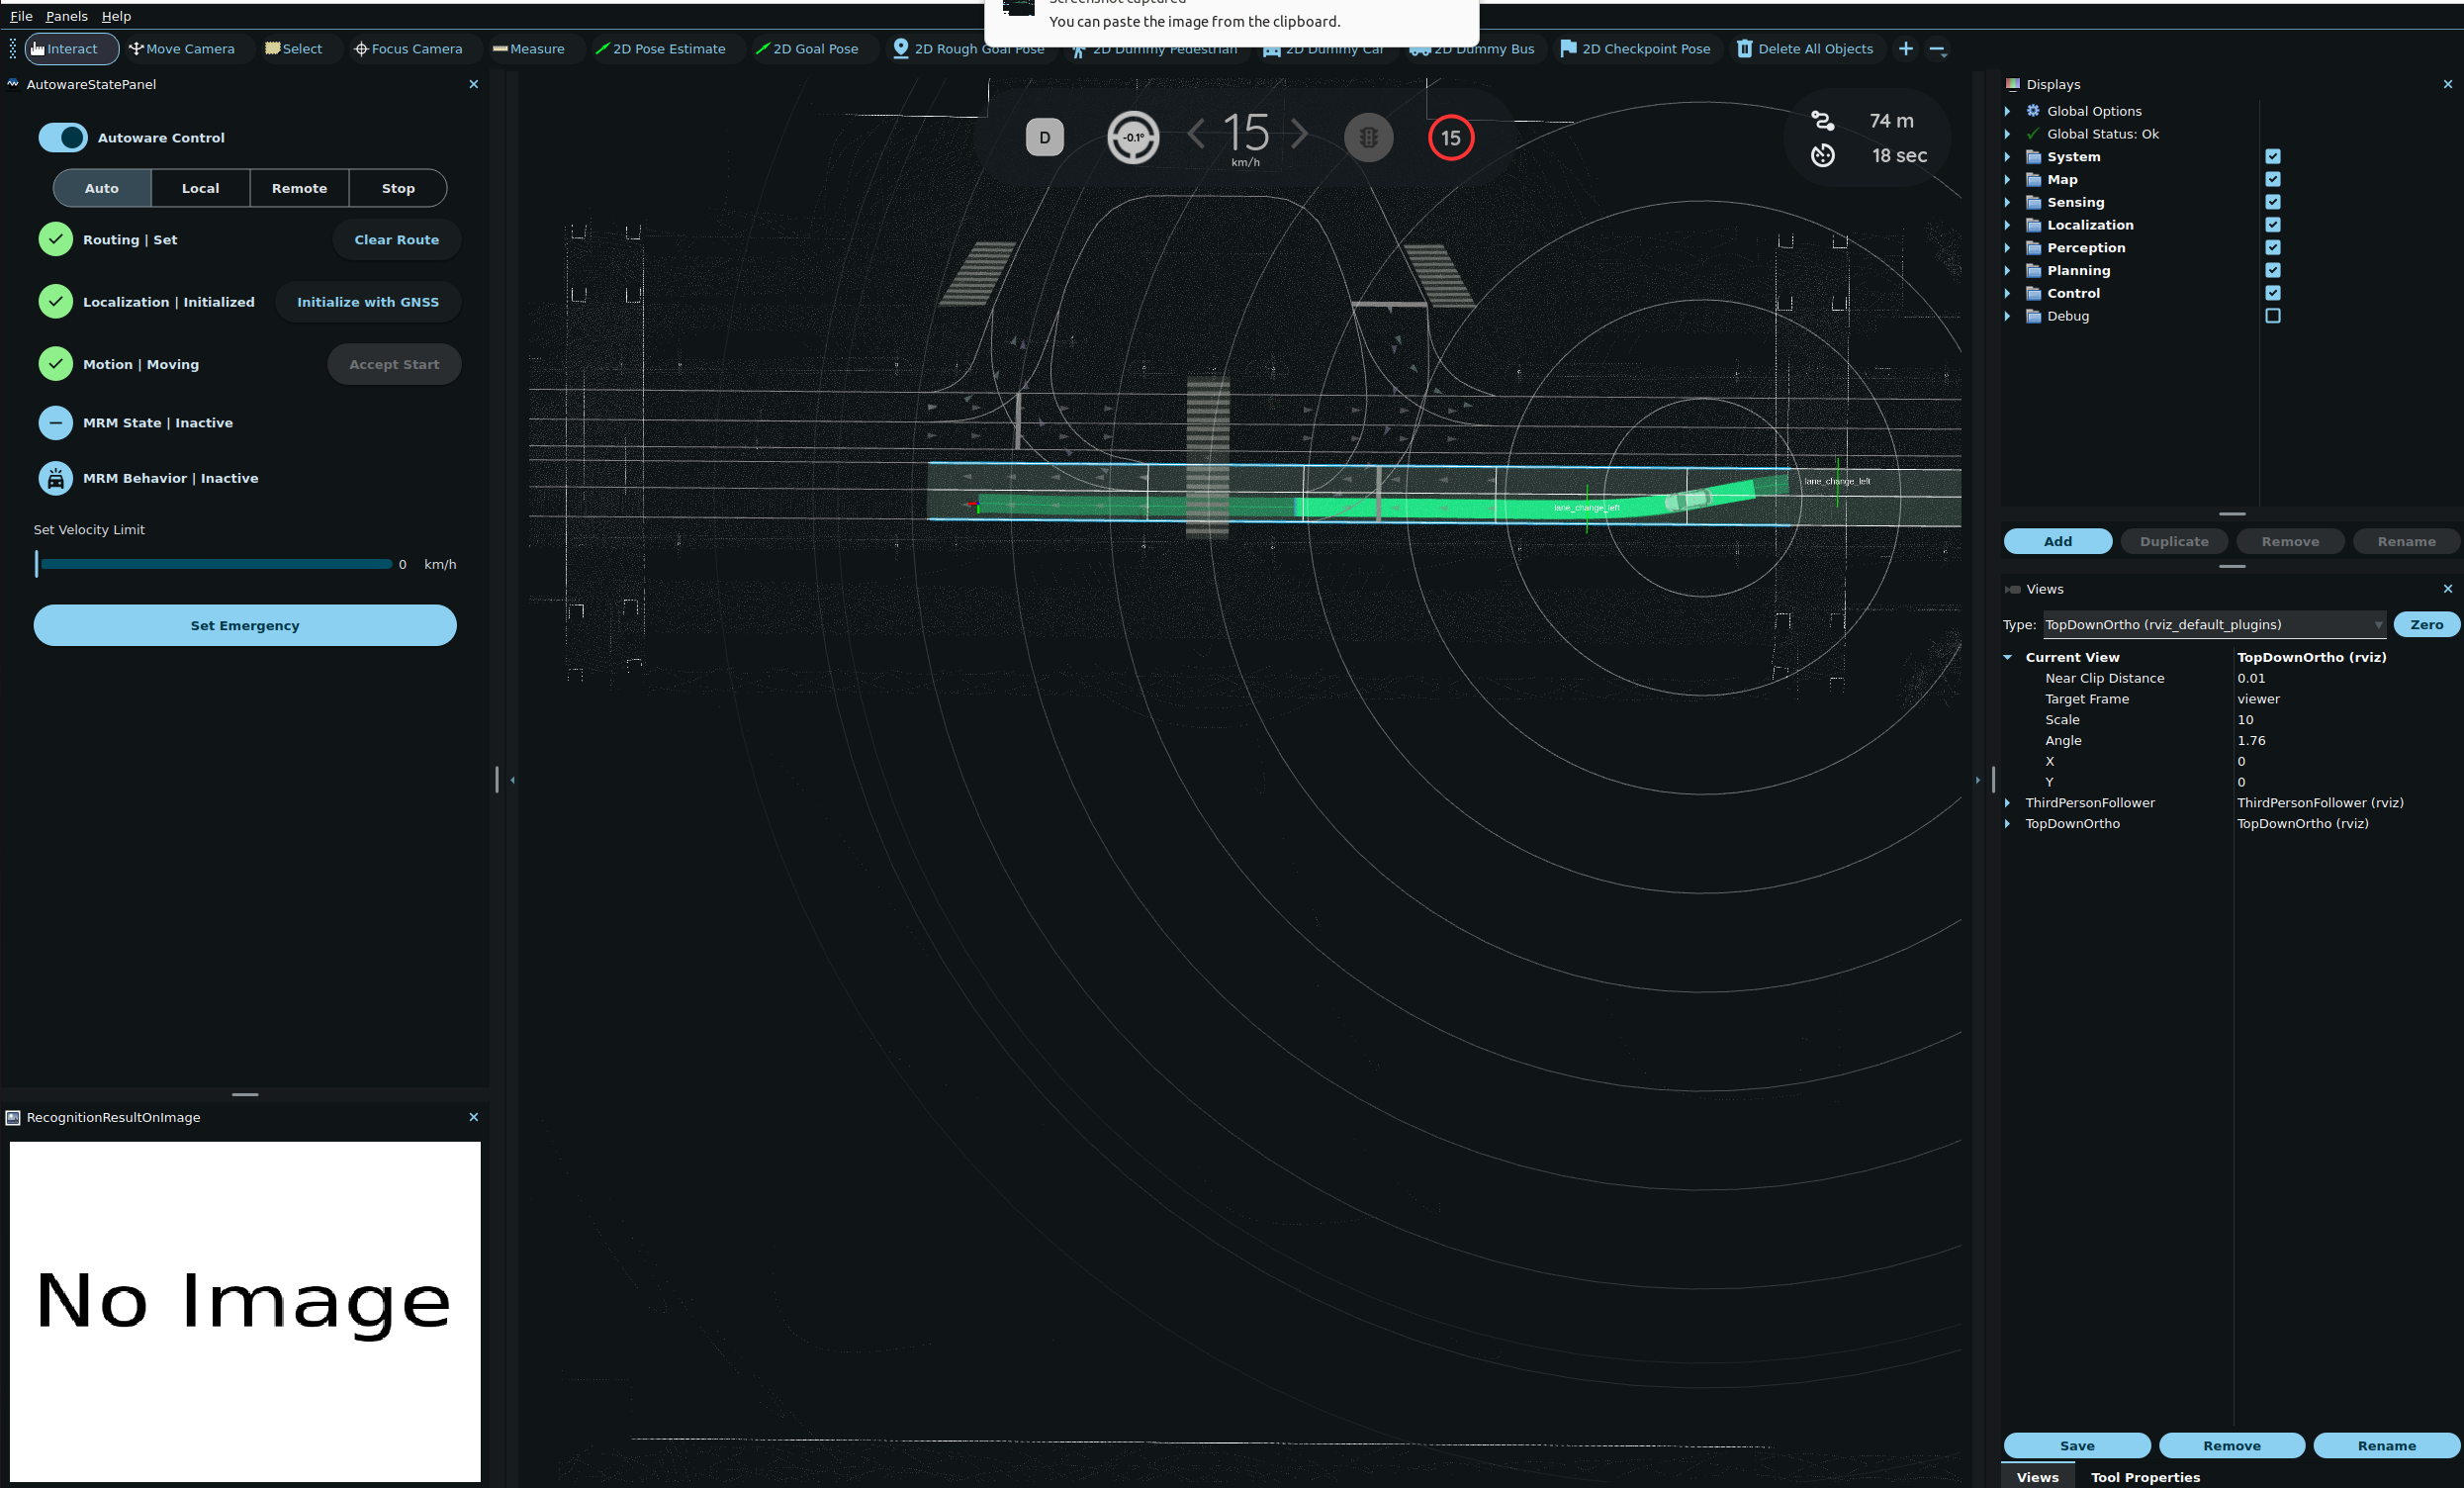 Screenshot captured
You can paste the image from the clipboard.
File Panels Help
Interact Move Camera Select Focus Camera Measure 2D Pose Estimate 2D Goal Pose 2D Rough Goal Pose 2D Dummy Pedestrian 2D Dummy Car 2D Dummy Bus 2D Checkpoint Pose Delete All Objects
AutowareStatePanel
Autoware Control
Auto Local Remote Stop
Routing | Set Clear Route
Localization | Initialized Initialize with GNSS
Motion | Moving Accept Start
MRM State | Inactive
MRM Behavior | Inactive
Set Velocity Limit
0 km/h
Set Emergency
RecognitionResultOnImage
No Image
D -0.1° 15 15
km/h
74 m
18 sec
lane_change_left
lane_change_left
Displays
Global Options
Global Status: Ok
System
Map
Sensing
Localization
Perception
Planning
Control
Debug
Add Duplicate Remove Rename
Views
Type: TopDownOrtho (rviz_default_plugins) Zero
Current View TopDownOrtho (rviz)
Near Clip Distance 0.01
Target Frame viewer
Scale 10
Angle 1.76
X 0
Y 0
ThirdPersonFollower ThirdPersonFollower (rviz)
TopDownOrtho TopDownOrtho (rviz)
Save Remove Rename
Views Tool Properties